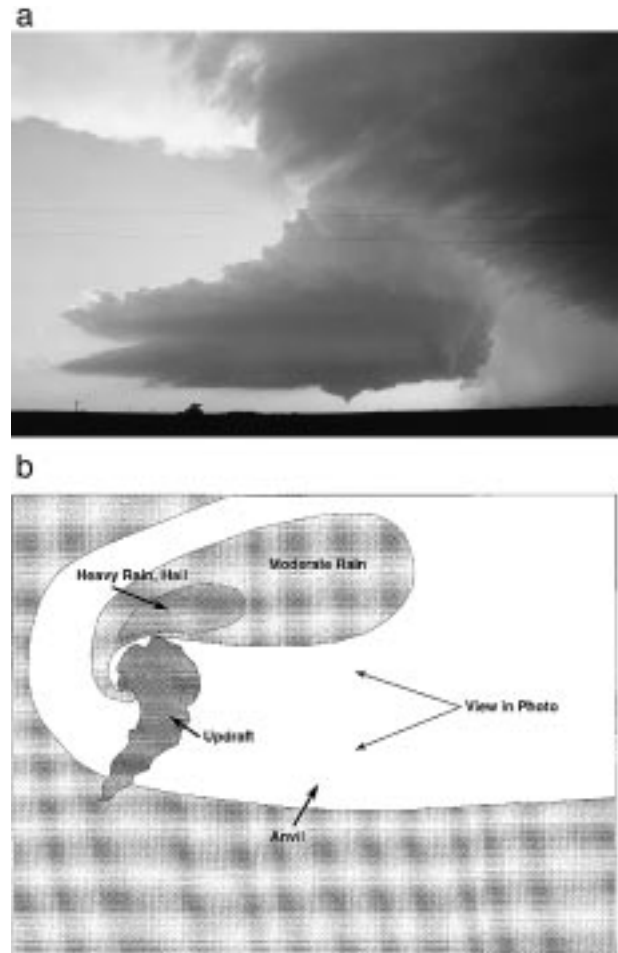 a
b
Moderate Rain
Heavy Rain, Hail
View in Photo
Updraft
Anvil